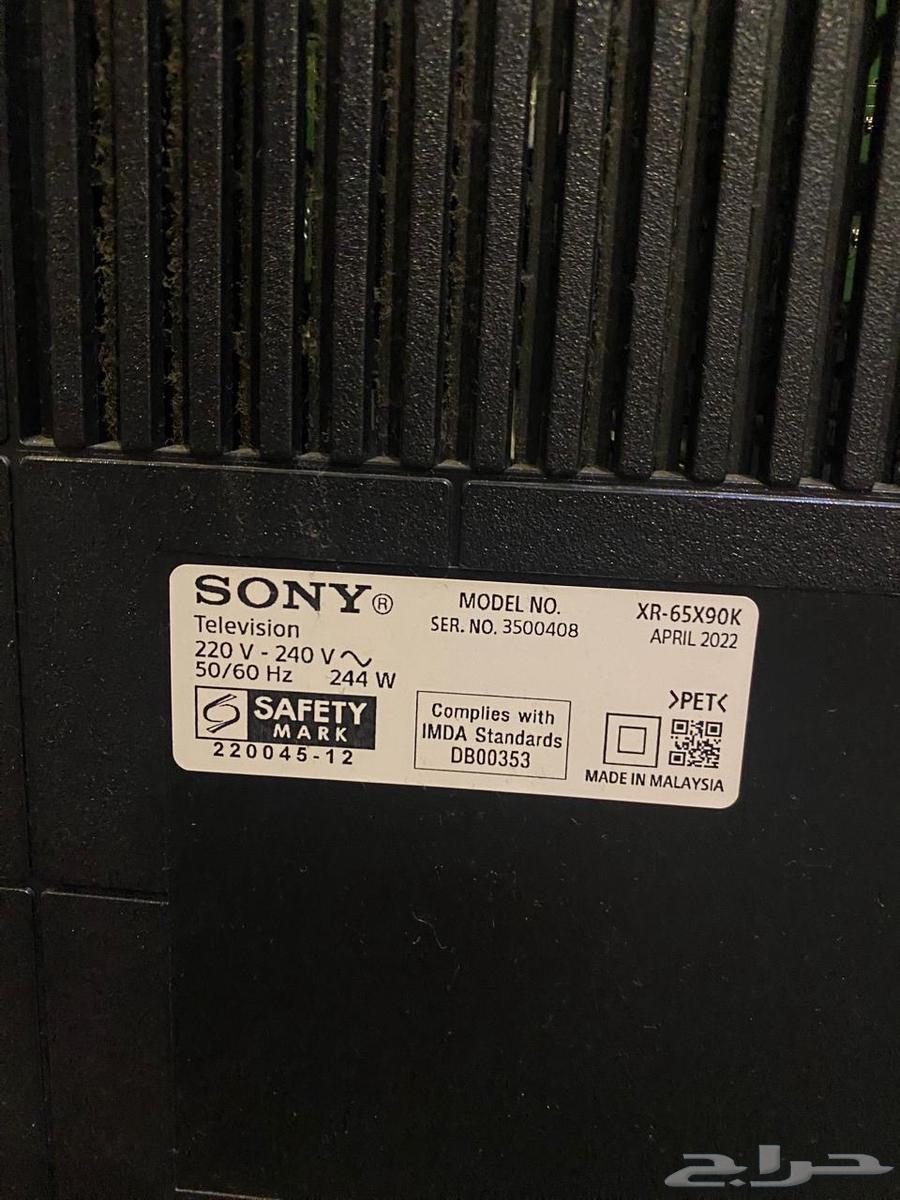 SONY®
Television
220 V - 240 V～
50/60 Hz 244 W
SAFETY
MARK
220045-12
MODEL NO. XR-65X90K
SER. NO. 3500408 APRIL 2022
Complies with
IMDA Standards
DB00353
>PET<
MADE IN MALAYSIA
حراج